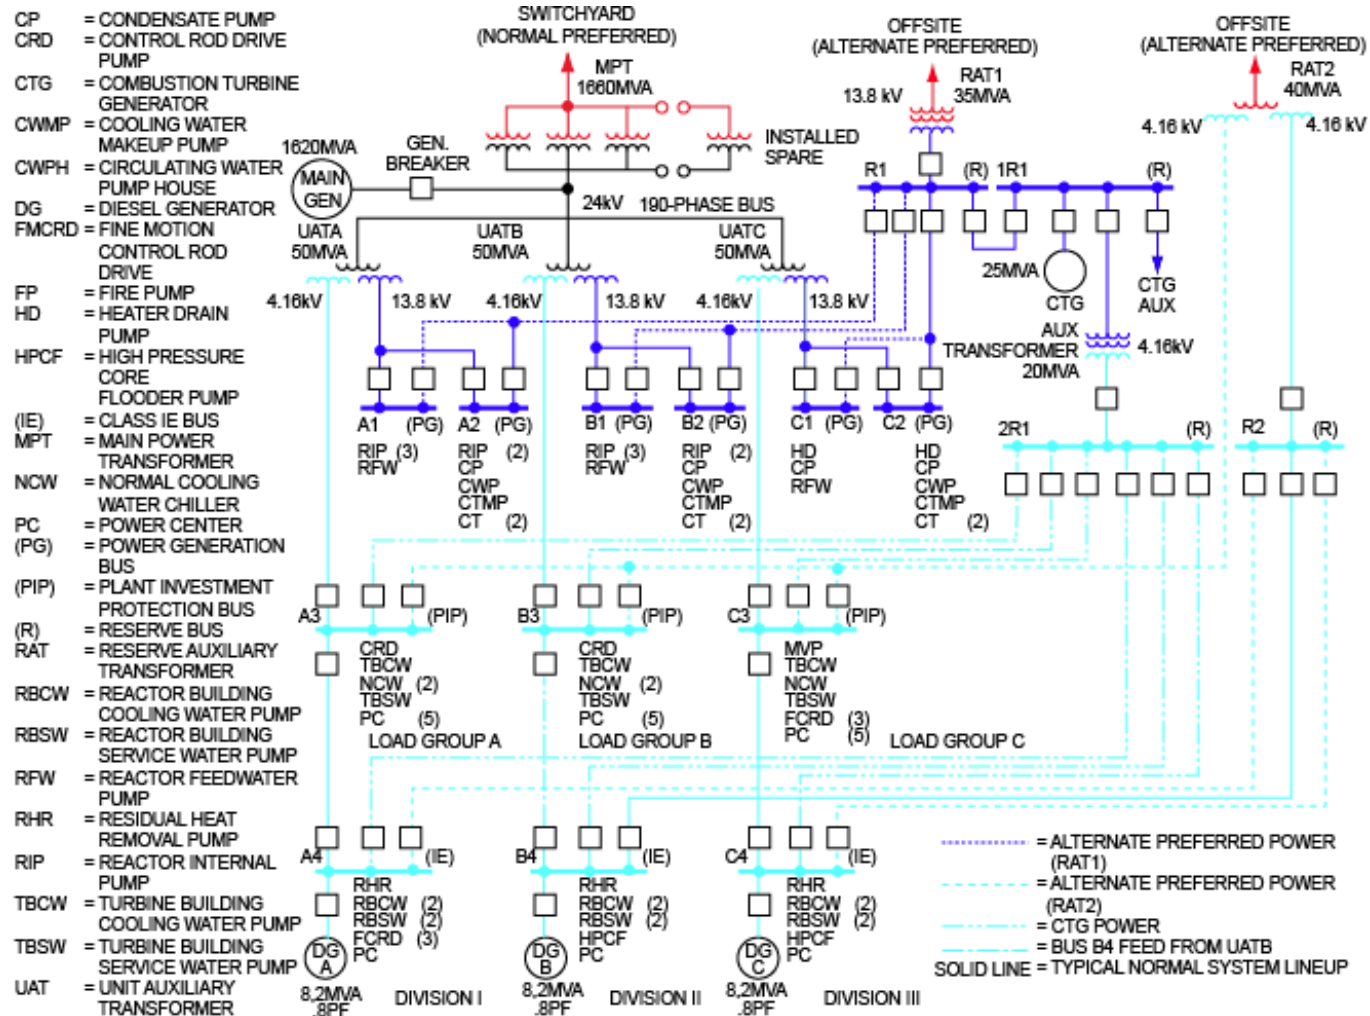 CP = CONDENSATE PUMP
CRD = CONTROL ROD DRIVE
PUMP
CTG = COMBUSTION TURBINE
GENERATOR
CWMP = COOLING WATER
MAKEUP PUMP
CWPH = CIRCULATING WATER
PUMP HOUSE
DG = DIESEL GENERATOR
FMCRD = FINE MOTION
CONTROL ROD
DRIVE
FP = FIRE PUMP
HD = HEATER DRAIN
PUMP
HPCF = HIGH PRESSURE
CORE
FLOODER PUMP
(IE) = CLASS IE BUS
MPT = MAIN POWER
TRANSFORMER
NCW = NORMAL COOLING
WATER CHILLER
PC = POWER CENTER
(PG) = POWER GENERATION
BUS
(PIP) = PLANT INVESTMENT
PROTECTION BUS
(R) = RESERVE BUS
RAT = RESERVE AUXILIARY
TRANSFORMER
RBCW = REACTOR BUILDING
COOLING WATER PUMP
RBSW = REACTOR BUILDING
SERVICE WATER PUMP
RFW = REACTOR FEEDWATER
PUMP
RHR = RESIDUAL HEAT
REMOVAL PUMP
RIP = REACTOR INTERNAL
PUMP
TBCW = TURBINE BUILDING
COOLING WATER PUMP
TBSW = TURBINE BUILDING
SERVICE WATER PUMP
UAT = UNIT AUXILIARY
TRANSFORMER
SWITCHYARD
(NORMAL PREFERRED)
MPT
1660MVA
INSTALLED
SPARE
1620MVA
MAIN
GEN
GEN.
BREAKER
24kV 190-PHASE BUS
UATA
50MVA
UATB
50MVA
UATC
50MVA
4.16kV 13.8 kV 4.16kV 13.8 kV 4.16kV 13.8 kV
OFFSITE
(ALTERNATE PREFERRED)
RAT1
35MVA
13.8 kV
OFFSITE
(ALTERNATE PREFERRED)
RAT2
40MVA
4.16 kV 4.16 kV
R1 (R) 1R1 (R)
25MVA
CTG
CTG
AUX
AUX
TRANSFORMER
20MVA
4.16kV
A1 (PG) A2 (PG) B1 (PG) B2 (PG) C1 (PG) C2 (PG)
RIP (3)
RFW
RIP (2)
CP
CWP
CTMP
CT (2)
RIP (3)
RFW
RIP (2)
CP
CWP
CTMP
CT (2)
HD
CP
RFW
HD
CP
CWP
CTMP
CT (2)
2R1 (R) R2 (R)
A3 (PIP) B3 (PIP) C3 (PIP)
CRD
TBCW
NCW (2)
TBSW
PC (5)
CRD
TBCW
NCW (2)
TBSW
PC (5)
MVP
TBCW
NCW
TBSW
FCRD (3)
PC (5)
LOAD GROUP A LOAD GROUP B LOAD GROUP C
A4 (IE) B4 (IE) C4 (IE)
RHR
RBCW (2)
RBSW (2)
FCRD (3)
PC
RHR
RBCW (2)
RBSW (2)
HPCF
PC
RHR
RBCW (2)
RBSW (2)
HPCF
PC
DG
A
8,2MVA
.8PF
DIVISION I
DG
B
8,2MVA
.8PF
DIVISION II
DG
C
8,2MVA
.8PF
DIVISION III
= ALTERNATE PREFERRED POWER
(RAT1)
= ALTERNATE PREFERRED POWER
(RAT2)
= CTG POWER
= BUS B4 FEED FROM UATB
SOLID LINE = TYPICAL NORMAL SYSTEM LINEUP